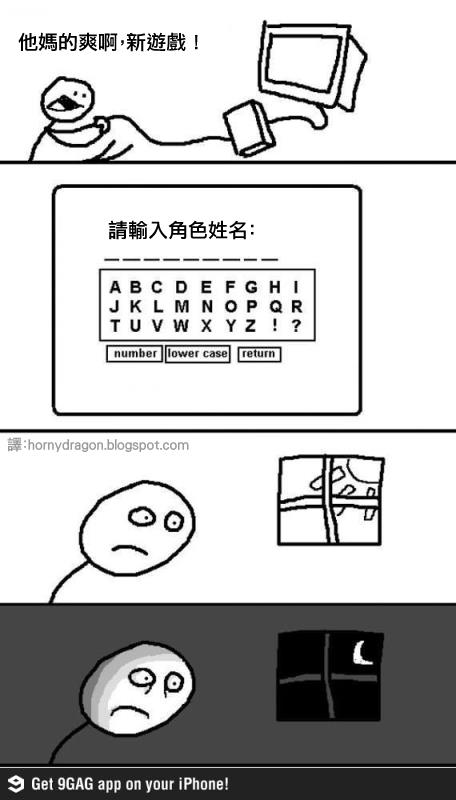 他媽的爽啊，新遊戲！
請輸入角色姓名：
A B C D E F G H I
J K L M N O P Q R
T U V W X Y Z ! ?
number lower case return
譯：hornydragon.blogspot.com
Get 9GAG app on your iPhone!